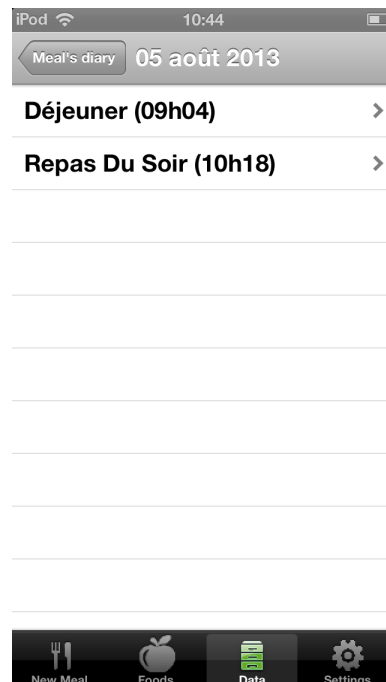 iPod 10:44
Meal's diary 05 août 2013
Déjeuner (09h04)
Repas Du Soir (10h18)
New Meal Foods Data Settings